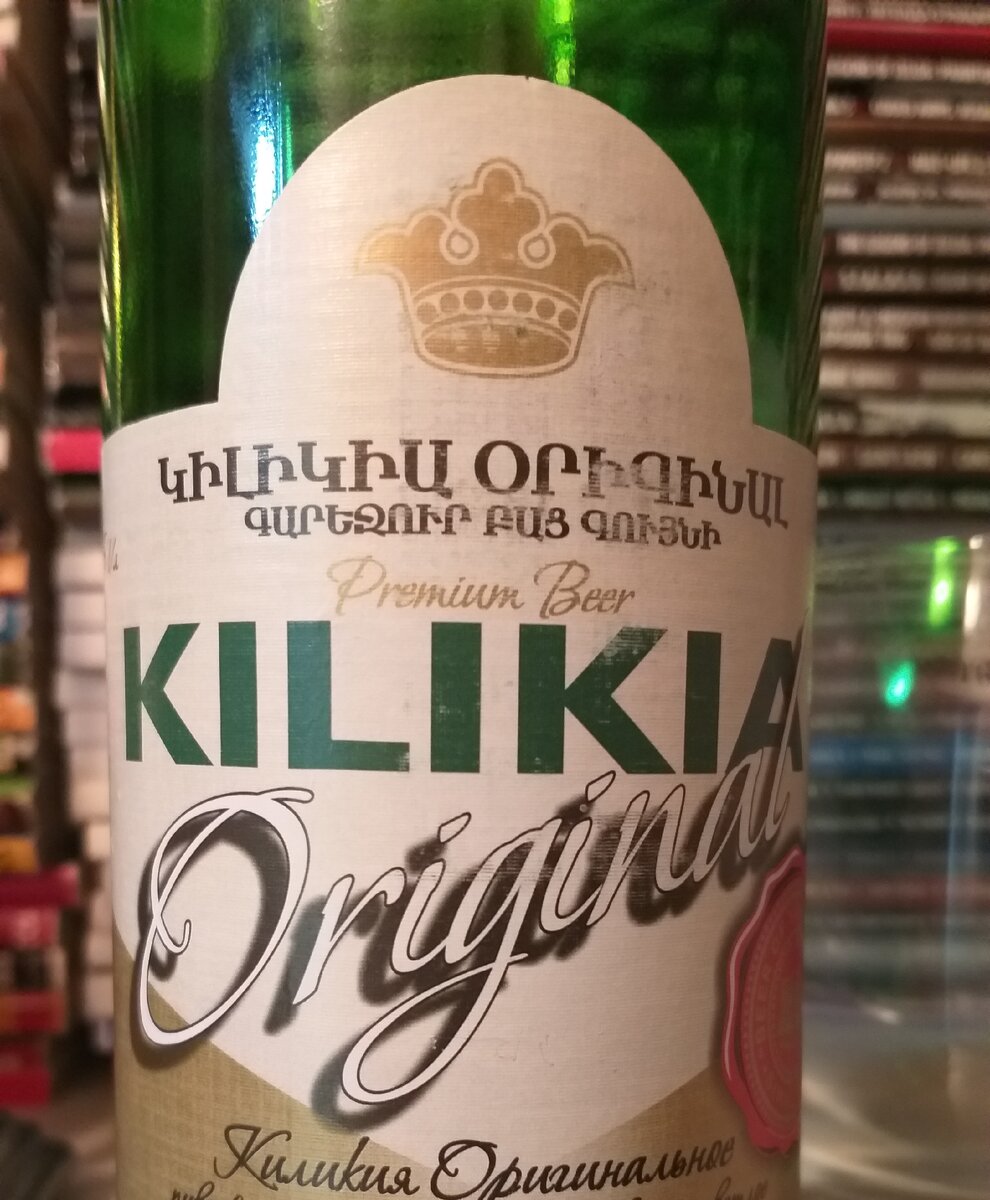 ԿԻԼԻԿԻԱ ՕՐԻԳԻՆԱԼ
ԳԱՐԵՋՈՒՐ ԲԱՑ ԳՈՒՅՆԻ
Premium Beer
KILIKIA
Original
Киликия Оригинальное